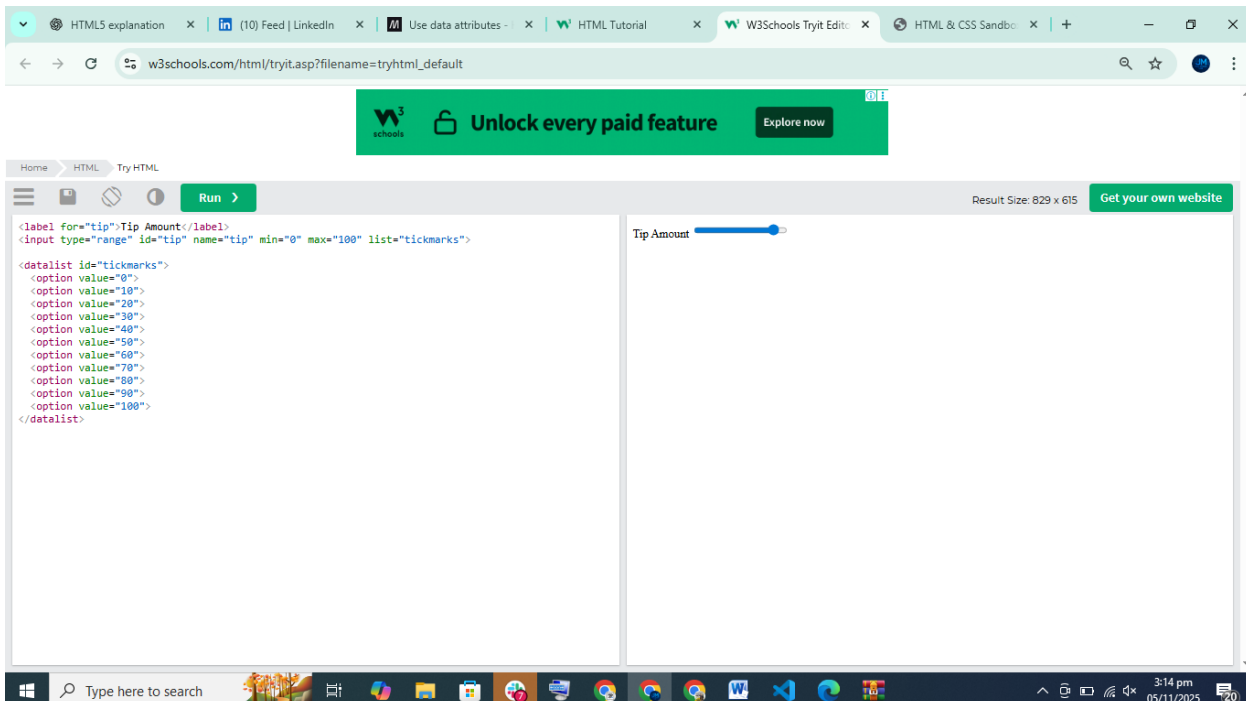 HTML5 explanation
(10) Feed | LinkedIn
Use data attributes -
HTML Tutorial
W3Schools Tryit Edito
HTML & CSS Sandbo
w3schools.com/html/tryit.asp?filename=tryhtml_default
JM
W3
schools
Unlock every paid feature
Explore now
Home
HTML
Try HTML
Run ❯
Result Size: 829 x 615
Get your own website
<label for="tip">Tip Amount</label>
<input type="range" id="tip" name="tip" min="0" max="100" list="tickmarks">
<datalist id="tickmarks">
<option value="0">
<option value="10">
<option value="20">
<option value="30">
<option value="40">
<option value="50">
<option value="60">
<option value="70">
<option value="80">
<option value="90">
<option value="100">
</datalist>
Tip Amount
Type here to search
3:14 pm
05/11/2025
20